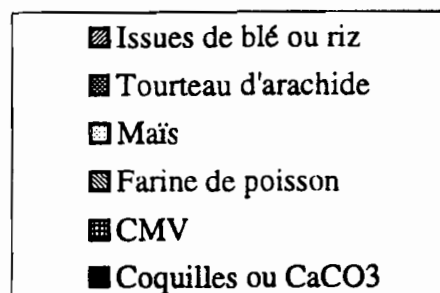 Issues de blé ou riz
Tourteau d'arachide
Maïs
Farine de poisson
CMV
Coquilles ou CaCO3